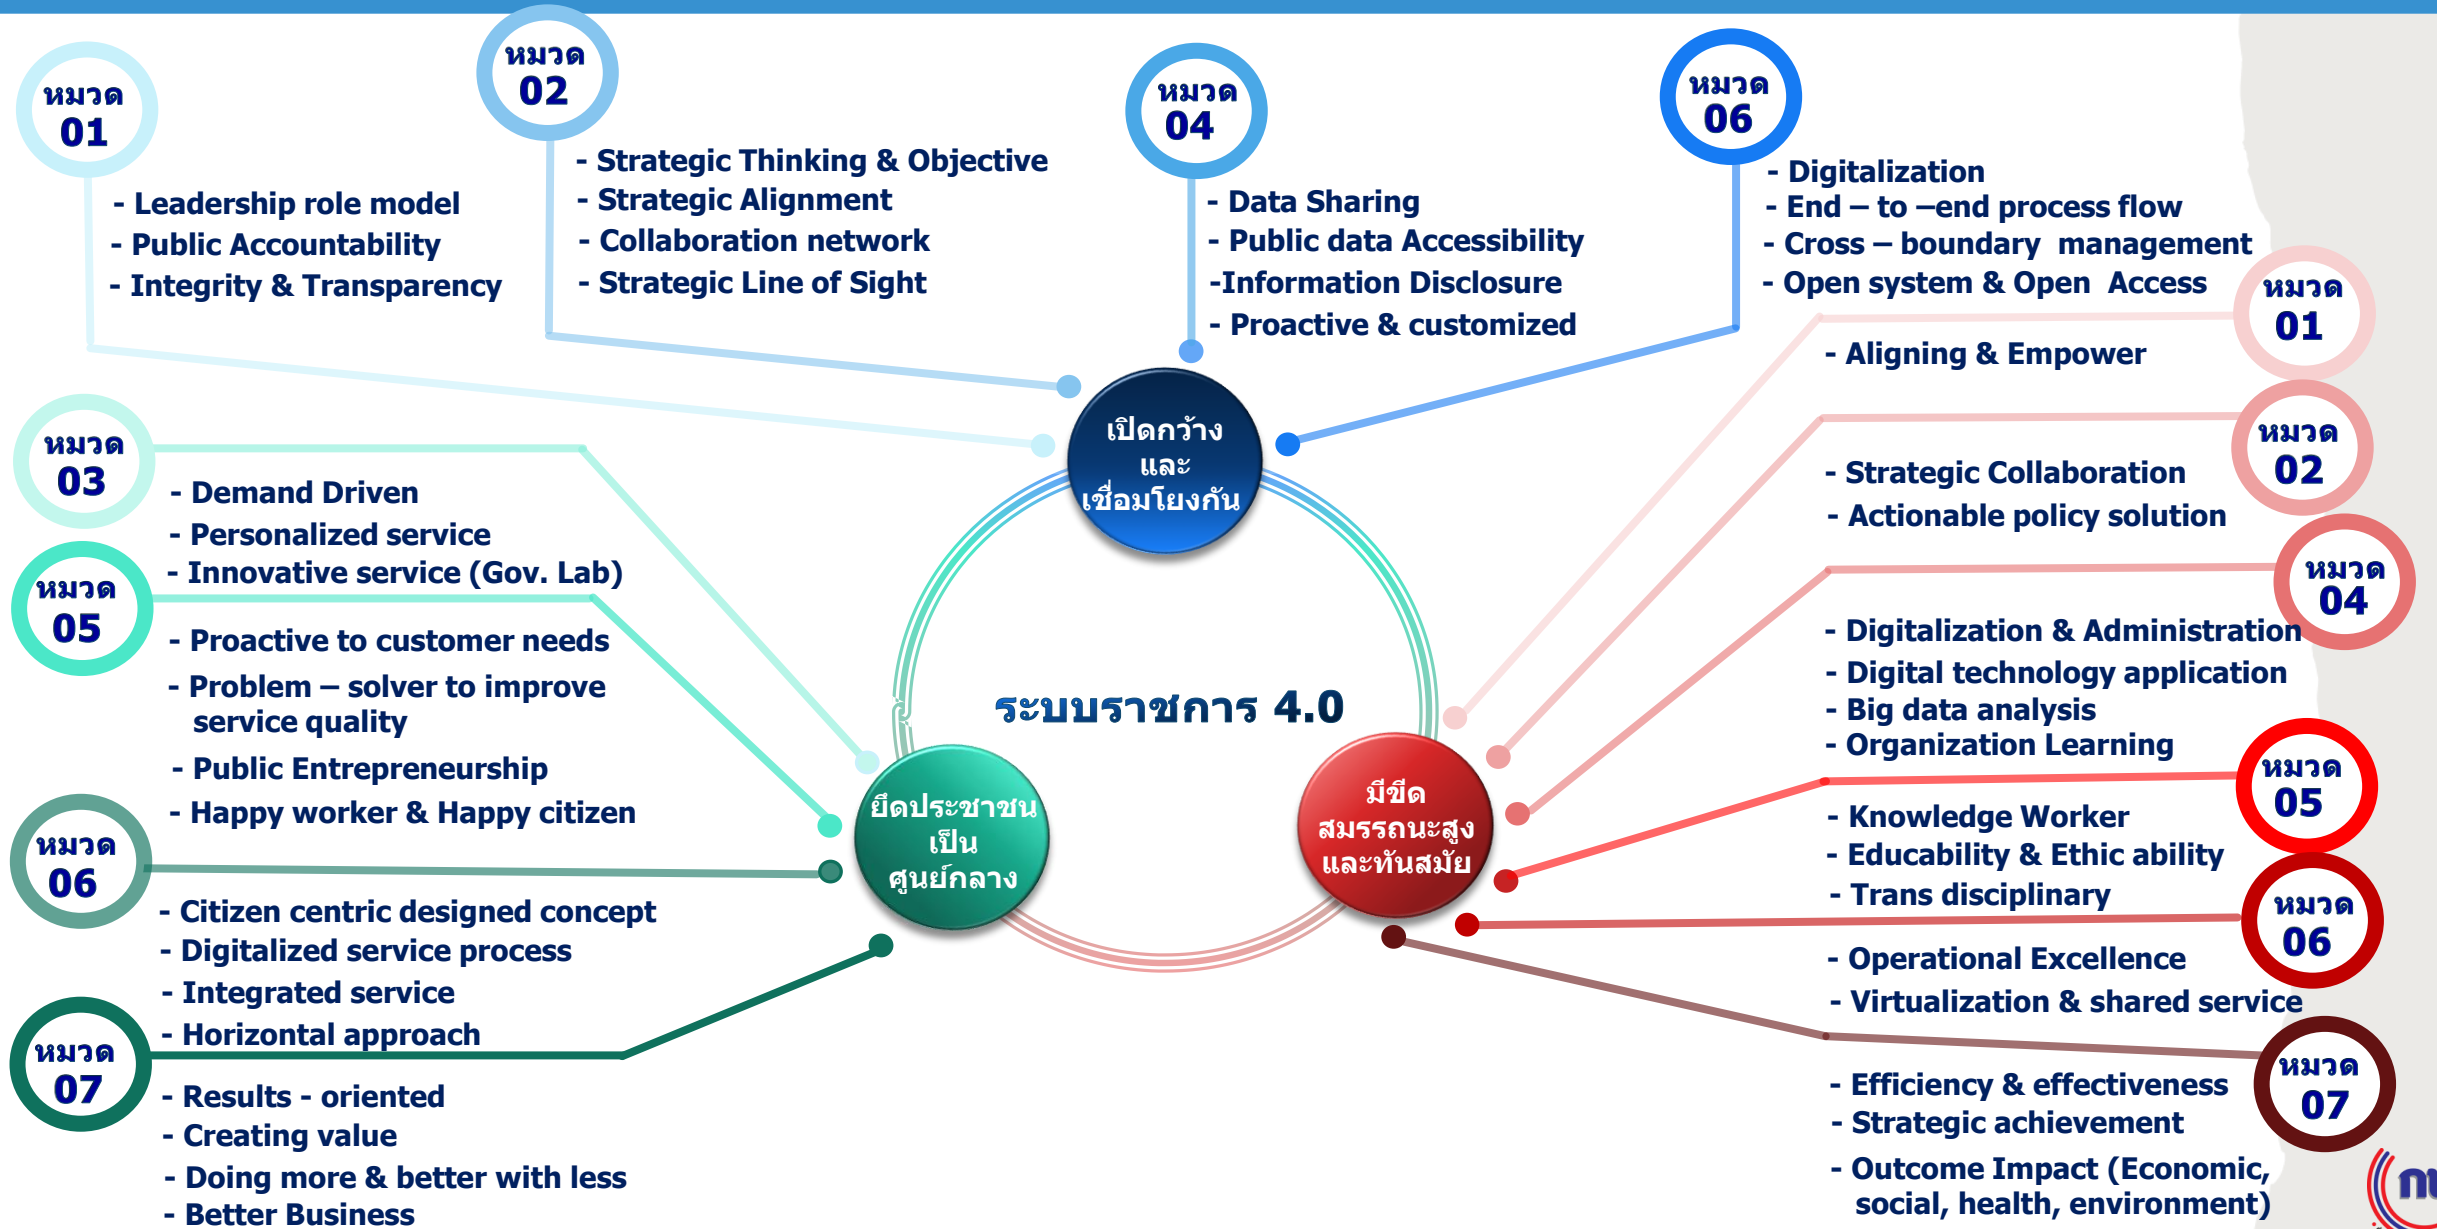 หมวด
01
- Leadership role model
- Public Accountability
- Integrity & Transparency
หมวด
02
- Strategic Thinking & Objective
- Strategic Alignment
- Collaboration network
- Strategic Line of Sight
หมวด
04
- Data Sharing
- Public data Accessibility
-Information Disclosure
- Proactive & customized
หมวด
06
- Digitalization
- End – to –end process flow
- Cross – boundary  management
- Open system & Open  Access
เปิดกว้าง
และ
เชื่อมโยงกัน
หมวด
03
- Demand Driven
- Personalized service
- Innovative service (Gov. Lab)
หมวด
05
- Proactive to customer needs
- Problem – solver to improve
service quality
- Public Entrepreneurship
- Happy worker & Happy citizen
หมวด
06
- Citizen centric designed concept
- Digitalized service process
- Integrated service
- Horizontal approach
หมวด
07
- Results - oriented
- Creating value
- Doing more & better with less
- Better Business
ระบบราชการ 4.0
ยึดประชาชน
เป็น
ศูนย์กลาง
มีขีด
สมรรถนะสูง
และทันสมัย
หมวด
01
- Aligning & Empower
หมวด
02
- Strategic Collaboration
- Actionable policy solution
หมวด
04
- Digitalization & Administration
- Digital technology application
- Big data analysis
- Organization Learning
หมวด
05
- Knowledge Worker
- Educability & Ethic ability
- Trans disciplinary
หมวด
06
- Operational Excellence
- Virtualization & shared service
หมวด
07
- Efficiency & effectiveness
- Strategic achievement
- Outcome Impact (Economic,
social, health, environment)